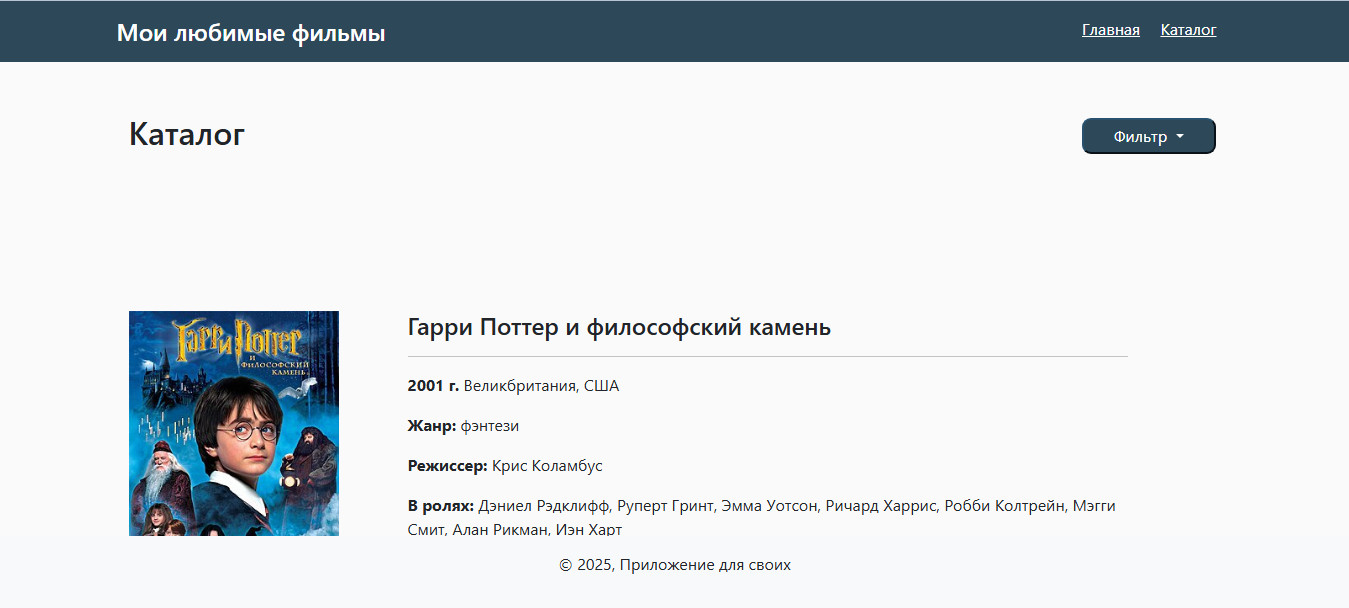 Мои любимые фильмы
Главная Каталог
Каталог
Фильтр
Гарри Поттер
и
философский
камень
Гарри Поттер и философский камень
2001 г. Великбритания, США
Жанр: фэнтези
Режиссер: Крис Коламбус
В ролях: Дэниел Рэдклифф, Руперт Гринт, Эмма Уотсон, Ричард Харрис, Робби Колтрейн, Мэгги
Смит, Алан Рикман, Иэн Харт
© 2025, Приложение для своих